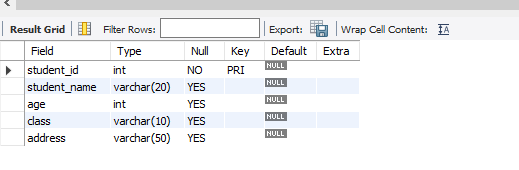 Result Grid Filter Rows: Export: Wrap Cell Content: IA
Field Type Null Key Default Extra
student_id int NO PRI NULL
student_name varchar(20) YES NULL
age int YES NULL
class varchar(10) YES NULL
address varchar(50) YES NULL